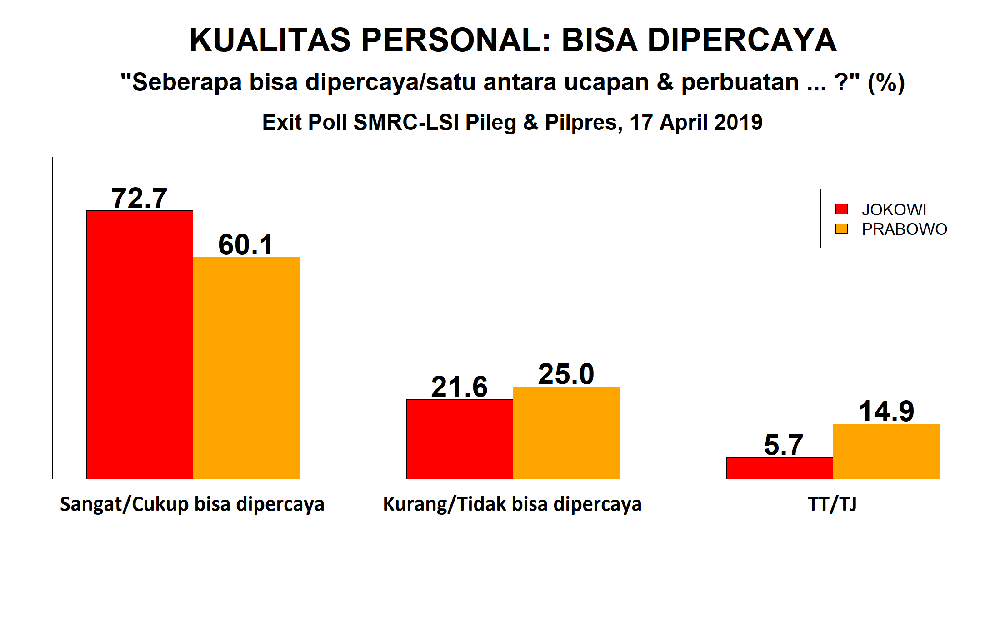 KUALITAS PERSONAL: BISA DIPERCAYA
"Seberapa bisa dipercaya/satu antara ucapan & perbuatan ... ?" (%)
Exit Poll SMRC-LSI Pileg & Pilpres, 17 April 2019
72.7
60.1
21.6
25.0
5.7
14.9
JOKOWI
PRABOWO
Sangat/Cukup bisa dipercaya
Kurang/Tidak bisa dipercaya
TT/TJ